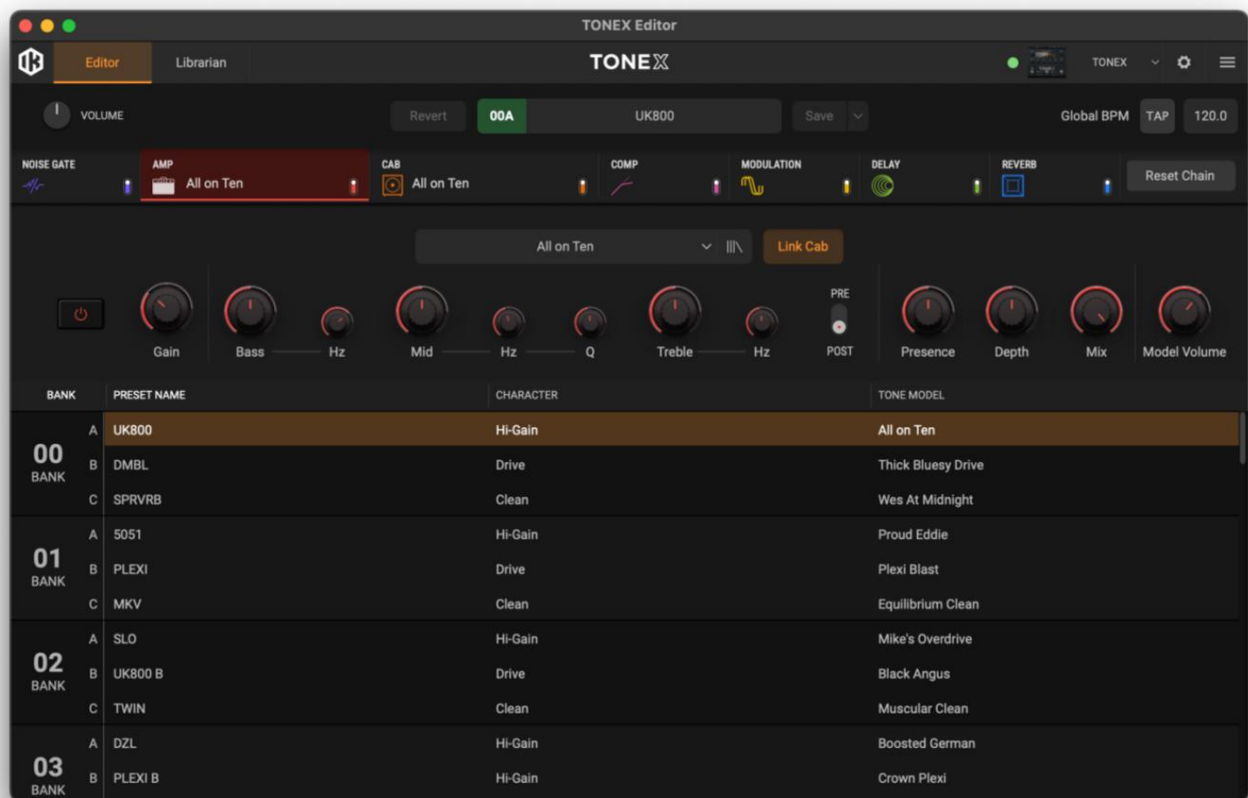 TONEX Editor
Editor Librarian TONEX TONEX
VOLUME Revert 00A UK800 Save Global BPM TAP 120.0
NOISE GATE AMP CAB COMP MODULATION DELAY REVERB
All on Ten All on Ten Reset Chain
All on Ten Link Cab
PRE
Gain Bass Hz Mid Hz Q Treble Hz POST Presence Depth Mix Model Volume
BANK PRESET NAME CHARACTER TONE MODEL
A UK800 Hi-Gain All on Ten
00 BANK B DMBL Drive Thick Bluesy Drive
C SPRVRB Clean Wes At Midnight
A 5051 Hi-Gain Proud Eddie
01 BANK B PLEXI Drive Plexi Blast
C MKV Clean Equilibrium Clean
A SLO Hi-Gain Mike's Overdrive
02 BANK B UK800 B Drive Black Angus
C TWIN Clean Muscular Clean
A DZL Hi-Gain Boosted German
03 BANK B PLEXI B Hi-Gain Crown Plexi